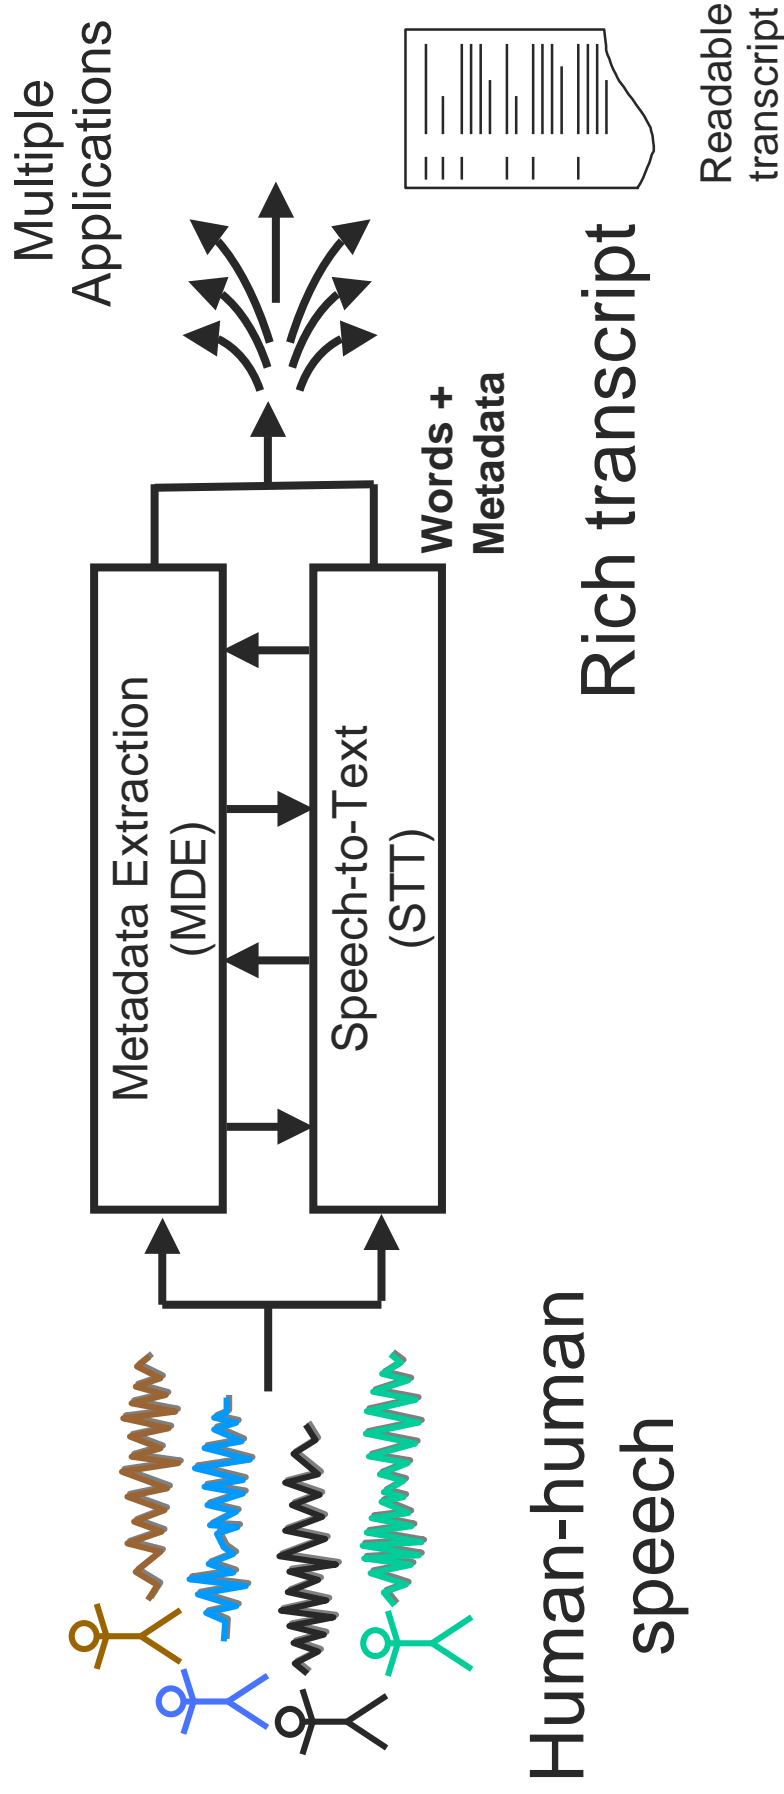 Human-human
speech
Metadata Extraction
(MDE)
Speech-to-Text
(STT)
Words +
Metadata
Rich transcript
Multiple
Applications
Readable
transcript